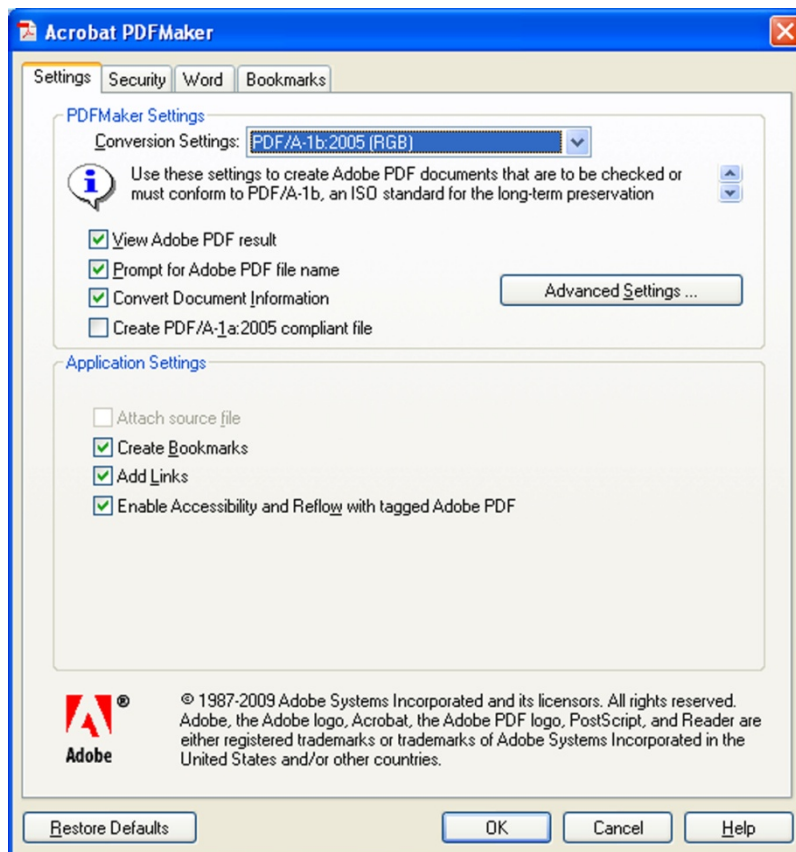 Acrobat PDFMaker
Settings Security Word Bookmarks
PDFMaker Settings
Conversion Settings: PDF/A-1b:2005 (RGB)
Use these settings to create Adobe PDF documents that are to be checked or
must conform to PDF/A-1b, an ISO standard for the long-term preservation
View Adobe PDF result
Prompt for Adobe PDF file name
Convert Document Information
Advanced Settings ...
Create PDF/A-1a:2005 compliant file
Application Settings
Attach source file
Create Bookmarks
Add Links
Enable Accessibility and Reflow with tagged Adobe PDF
Adobe
®
© 1987-2009 Adobe Systems Incorporated and its licensors. All rights reserved.
Adobe, the Adobe logo, Acrobat, the Adobe PDF logo, PostScript, and Reader are
either registered trademarks or trademarks of Adobe Systems Incorporated in the
United States and/or other countries.
Restore Defaults OK Cancel Help